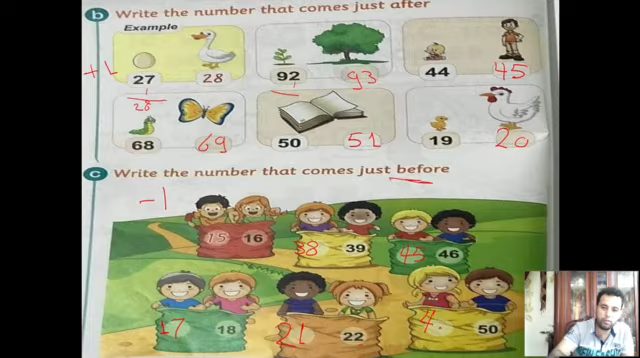 b Write the number that comes just after
Example
+1
27 28 92 93 44 45
1
28
68 69 50 51 19 20
c Write the number that comes just before
-1
15 16 38 39 45 46
17 18 21 22 4 50